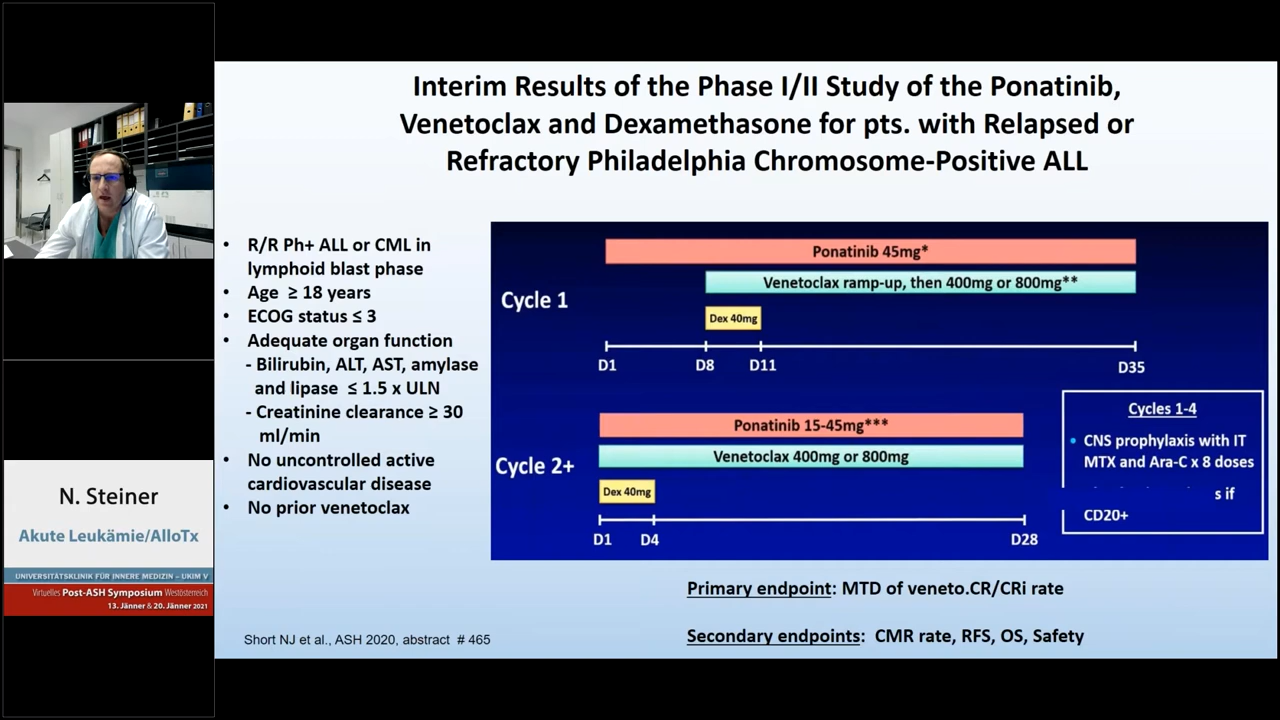 Interim Results of the Phase I/II Study of the Ponatinib,
Venetoclax and Dexamethasone for pts. with Relapsed or
Refractory Philadelphia Chromosome-Positive ALL
• R/R Ph+ ALL or CML in
lymphoid blast phase
• Age ≥ 18 years
• ECOG status ≤ 3
• Adequate organ function
- Bilirubin, ALT, AST, amylase
and lipase ≤ 1.5 x ULN
- Creatinine clearance ≥ 30
ml/min
• No uncontrolled active
cardiovascular disease
• No prior venetoclax
Cycle 1
Ponatinib 45mg*
Venetoclax ramp-up, then 400mg or 800mg**
Dex 40mg
D1 D8 D11 D35
Cycle 2+
Ponatinib 15-45mg***
Venetoclax 400mg or 800mg
Dex 40mg
D1 D4 D28
Cycles 1-4
• CNS prophylaxis with IT
MTX and Ara-C x 8 doses
s if
CD20+
Primary endpoint: MTD of veneto.CR/CRi rate
Secondary endpoints: CMR rate, RFS, OS, Safety
Short NJ et al., ASH 2020, abstract # 465
N. Steiner
Akute Leukämie/AlloTx
UNIVERSITÄTSKLINIK FÜR INNERE MEDIZIN – UKIM V
Virtuelles Post-ASH Symposium Westösterreich
13. Jänner & 20. Jänner 2021